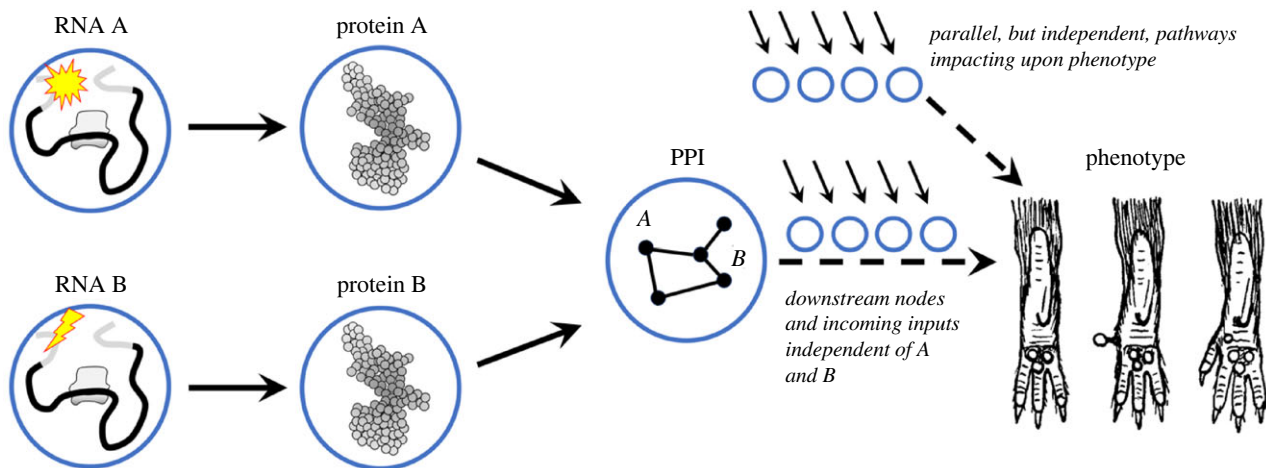 RNA A
protein A
parallel, but independent, pathways
impacting upon phenotype
PPI
phenotype
A
B
RNA B
protein B
downstream nodes
and incoming inputs
independent of A
and B